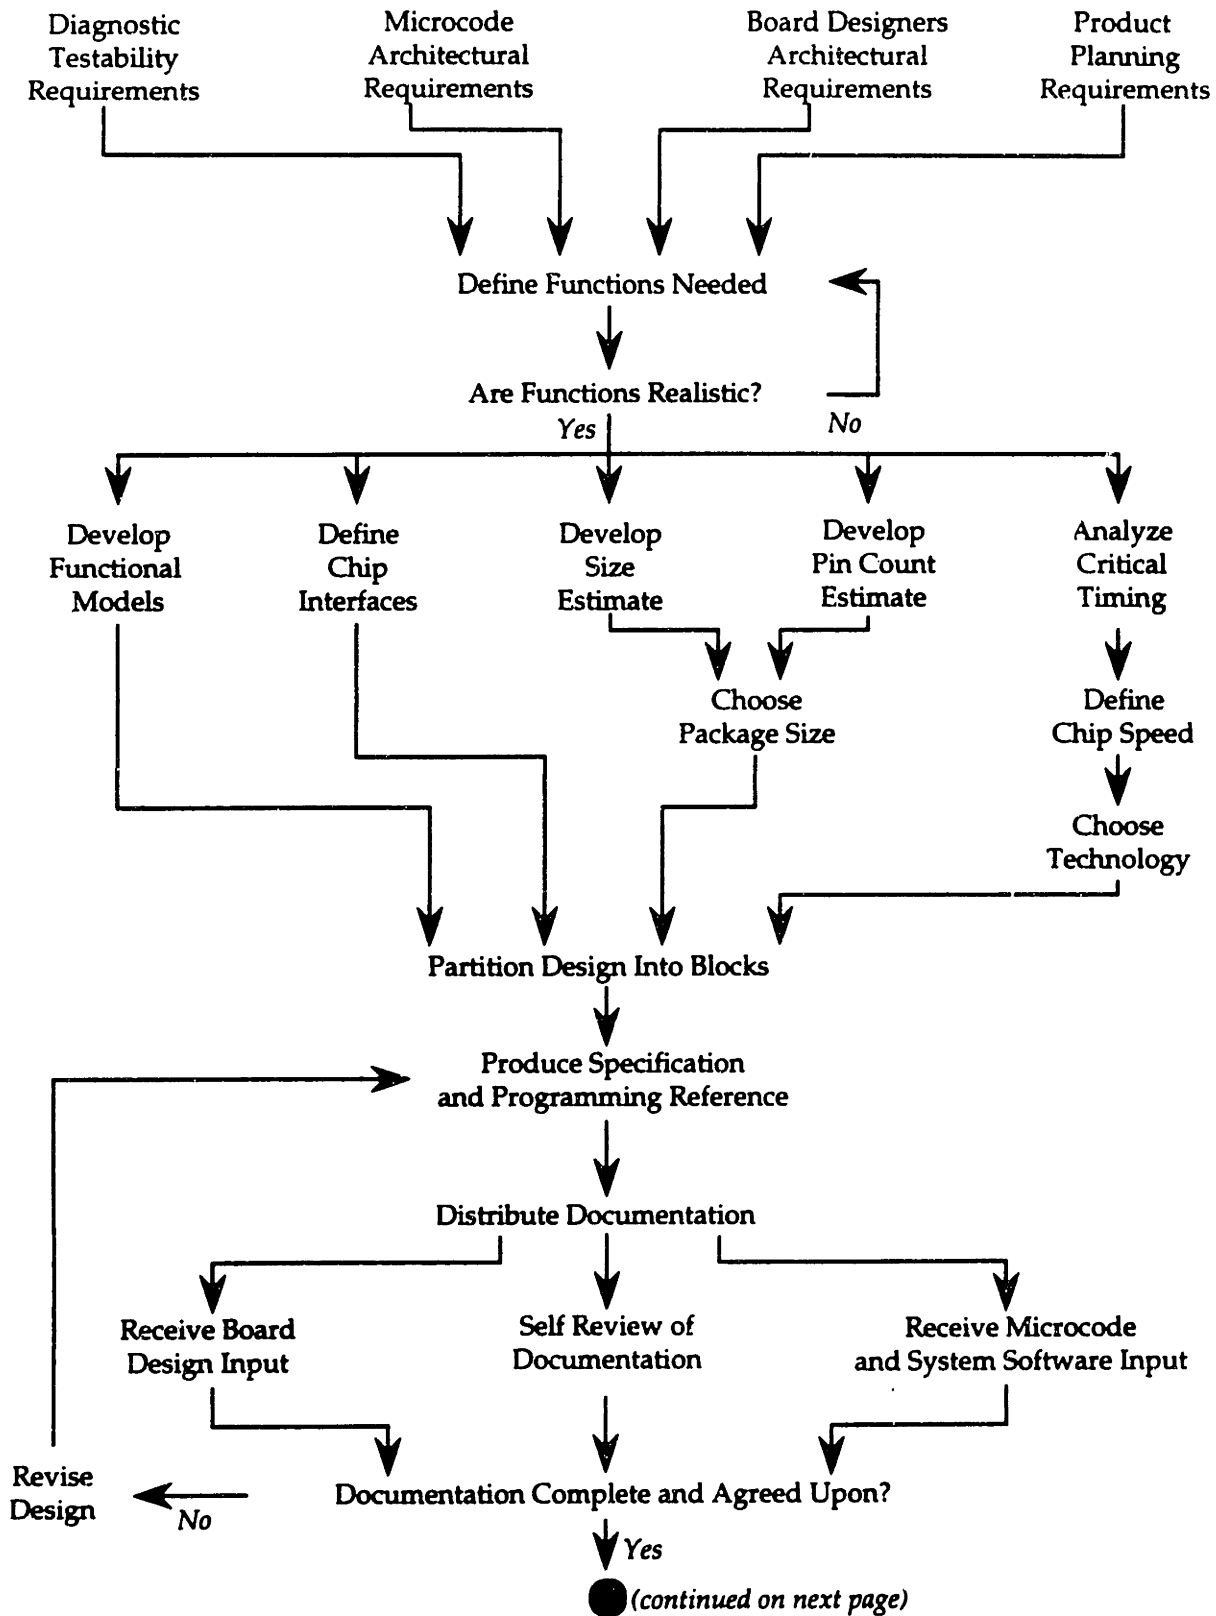 Diagnostic
Testability
Requirements
Microcode
Architectural
Requirements
Board Designers
Architectural
Requirements
Product
Planning
Requirements
Define Functions Needed
Are Functions Realistic?
Yes
No
Develop
Functional
Models
Define
Chip
Interfaces
Develop
Size
Estimate
Develop
Pin Count
Estimate
Analyze
Critical
Timing
Choose
Package Size
Define
Chip Speed
Choose
Technology
Partition Design Into Blocks
Produce Specification
and Programming Reference
Distribute Documentation
Receive Board
Design Input
Self Review of
Documentation
Receive Microcode
and System Software Input
Revise
Design
No
Documentation Complete and Agreed Upon?
Yes
(continued on next page)